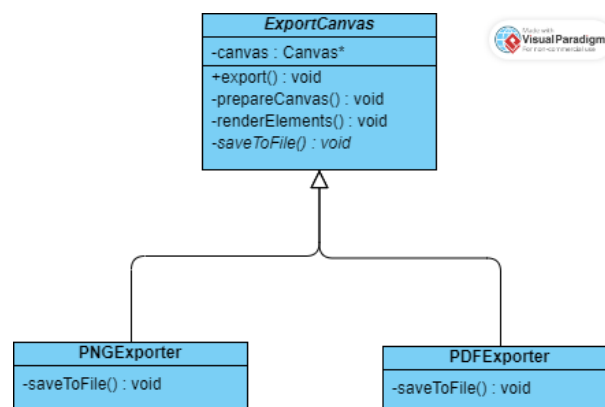 ExportCanvas
-canvas : Canvas*
+export() : void
-prepareCanvas() : void
-renderElements() : void
-saveToFile() : void
Made with
Visual Paradigm
For non-commercial use
PNGExporter
-saveToFile() : void
PDFExporter
-saveToFile() : void